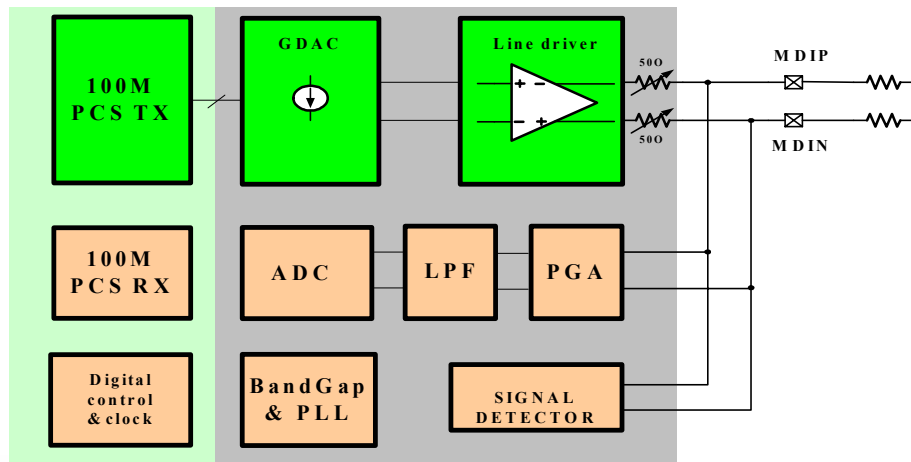 100M
PCS TX
GDAC
Line driver
+ −
− +
50O
50O
MDIP
MDIN
100M
PCS RX
ADC
LPF
PGA
Digital
control
& clock
BandGap
& PLL
SIGNAL
DETECTOR